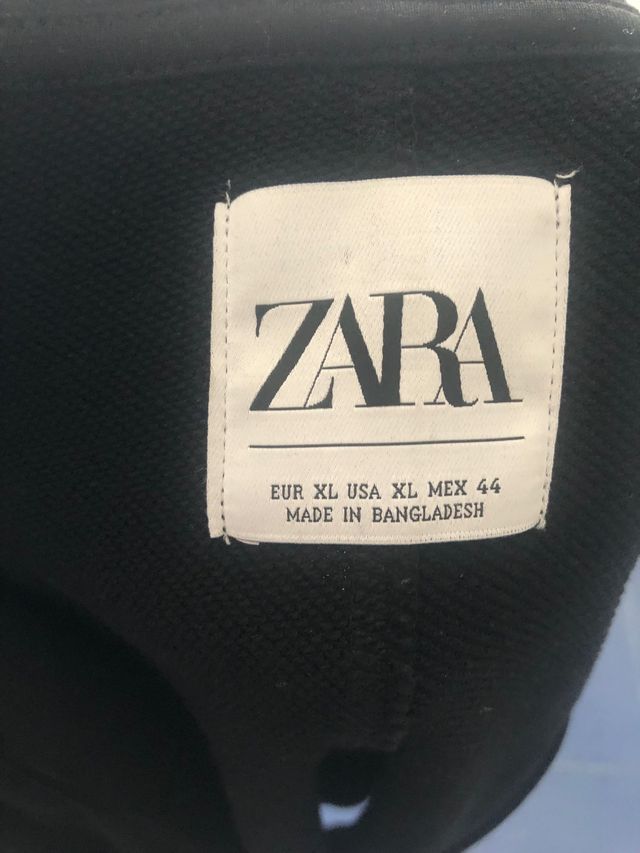 ZARA
EUR XL USA XL MEX 44
MADE IN BANGLADESH